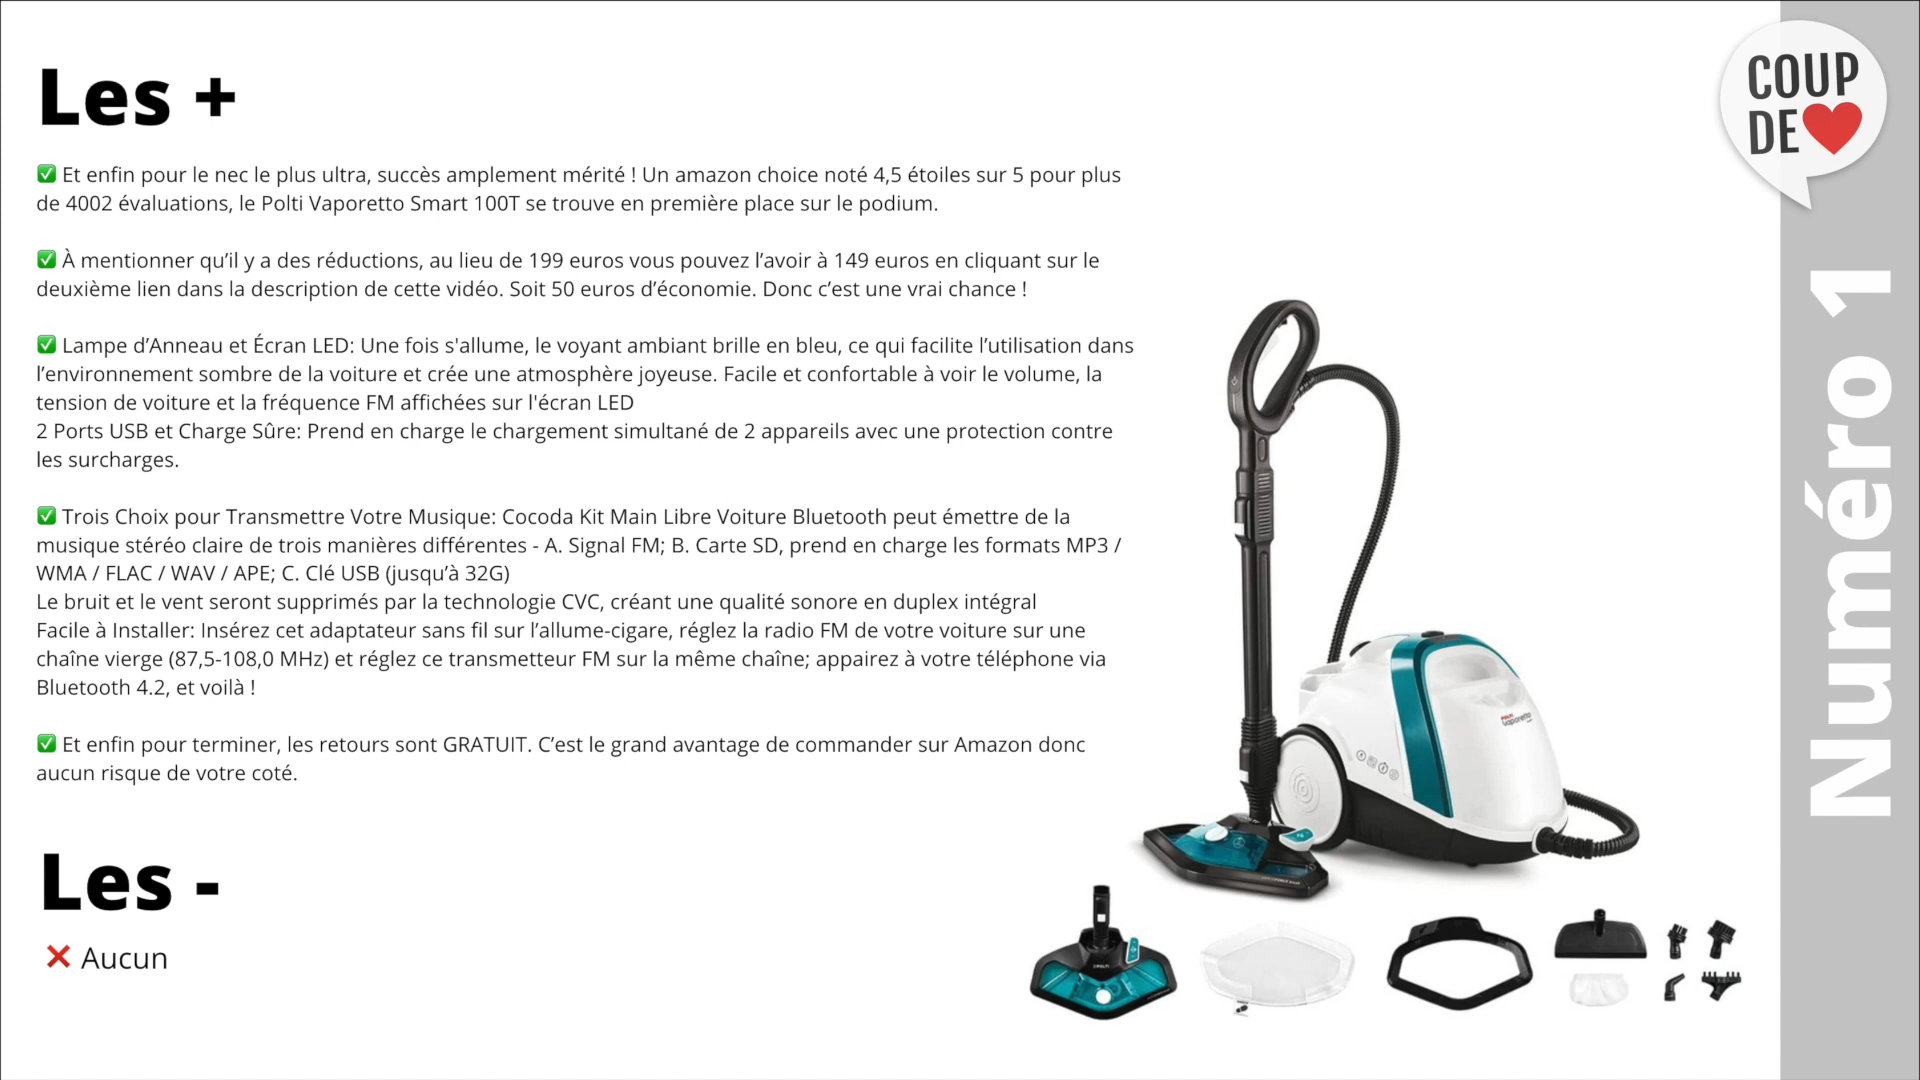 Les +
✅ Et enfin pour le nec le plus ultra, succès amplement mérité ! Un amazon choice noté 4,5 étoiles sur 5 pour plus
de 4002 évaluations, le Polti Vaporetto Smart 100T se trouve en première place sur le podium.
✅ À mentionner qu’il y a des réductions, au lieu de 199 euros vous pouvez l’avoir à 149 euros en cliquant sur le
deuxième lien dans la description de cette vidéo. Soit 50 euros d’économie. Donc c’est une vrai chance !
✅ Lampe d’Anneau et Écran LED: Une fois s'allume, le voyant ambiant brille en bleu, ce qui facilite l’utilisation dans
l’environnement sombre de la voiture et crée une atmosphère joyeuse. Facile et confortable à voir le volume, la
tension de voiture et la fréquence FM affichées sur l'écran LED
2 Ports USB et Charge Sûre: Prend en charge le chargement simultané de 2 appareils avec une protection contre
les surcharges.
✅ Trois Choix pour Transmettre Votre Musique: Cocoda Kit Main Libre Voiture Bluetooth peut émettre de la
musique stéréo claire de trois manières différentes - A. Signal FM; B. Carte SD, prend en charge les formats MP3 /
WMA / FLAC / WAV / APE; C. Clé USB (jusqu’à 32G)
Le bruit et le vent seront supprimés par la technologie CVC, créant une qualité sonore en duplex intégral
Facile à Installer: Insérez cet adaptateur sans fil sur l’allume-cigare, réglez la radio FM de votre voiture sur une
chaîne vierge (87,5-108,0 MHz) et réglez ce transmetteur FM sur la même chaîne; appairez à votre téléphone via
Bluetooth 4.2, et voilà !
✅ Et enfin pour terminer, les retours sont GRATUIT. C’est le grand avantage de commander sur Amazon donc
aucun risque de votre coté.
Les -
❌ Aucun
COUP
DE
Numéro 1
POLTI
vaporetto
POLTI